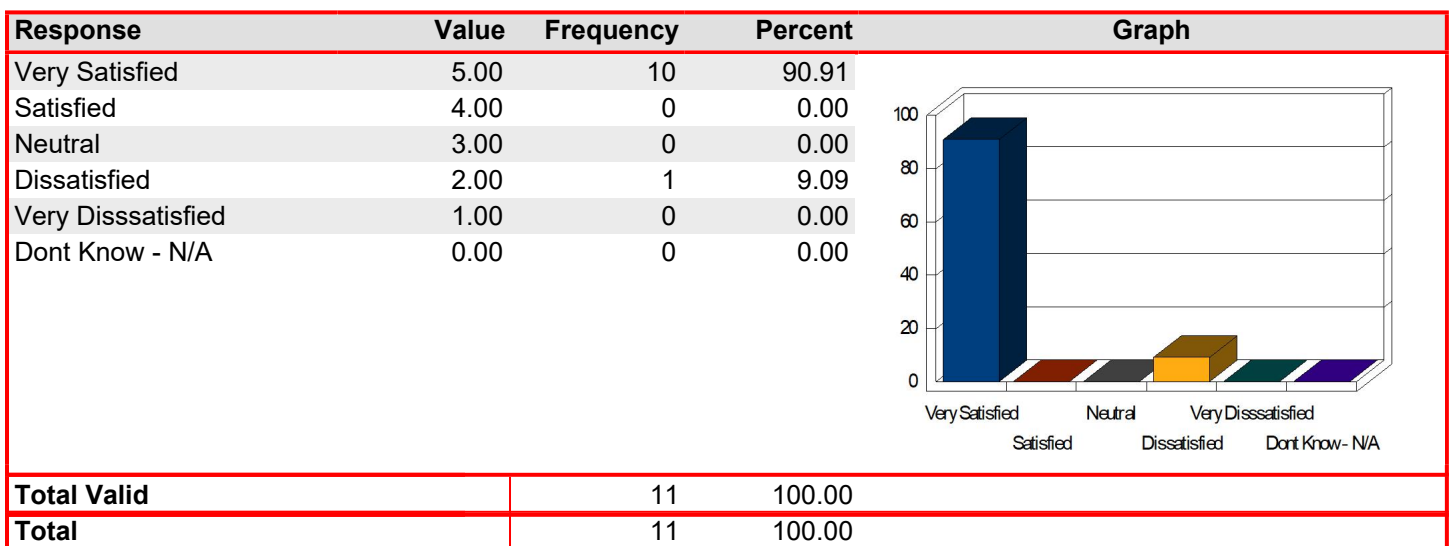 Response Value Frequency Percent Graph
Very Satisfied 5.00 10 90.91
Satisfied 4.00 0 0.00
Neutral 3.00 0 0.00
Dissatisfied 2.00 1 9.09
Very Disssatisfied 1.00 0 0.00
Dont Know - N/A 0.00 0 0.00
100
80
60
40
20
0
Very Satisfied Neutral Very Disssatisfied
Satisfied Dissatisfied Dont Know - N/A
Total Valid 11 100.00
Total 11 100.00